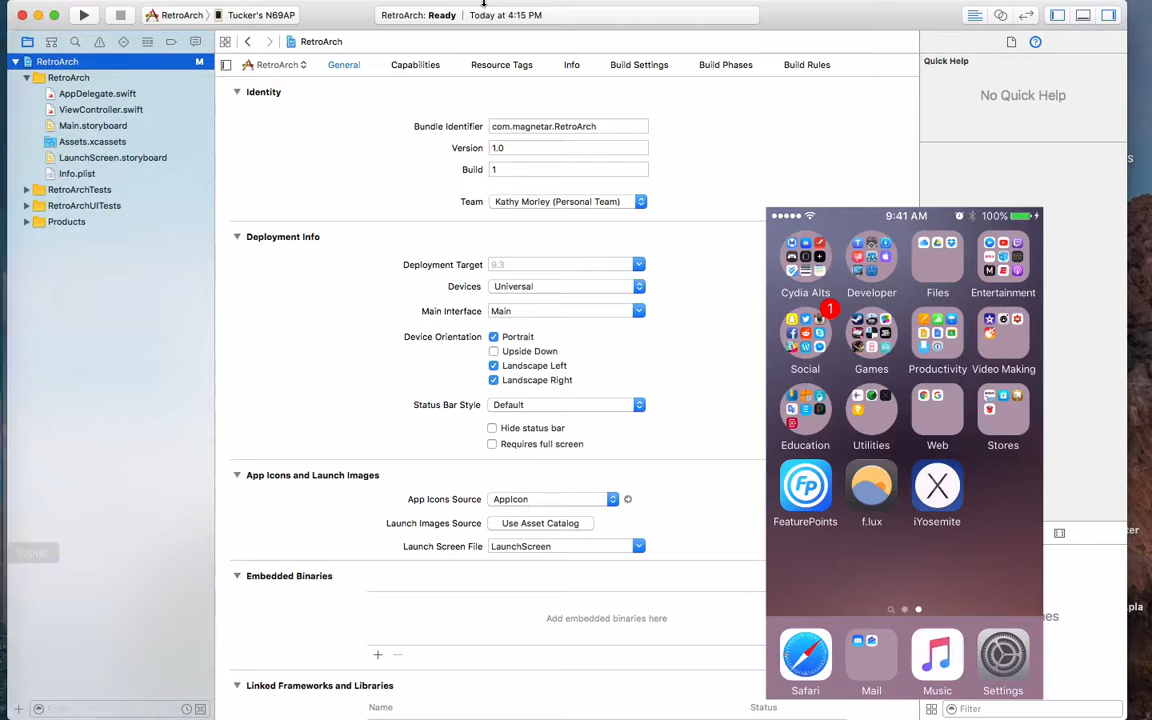 RetroArch
Tucker's N69AP
RetroArch: Ready
Today at 4:15 PM
RetroArch
M
RetroArch
AppDelegate.swift
ViewController.swift
Main.storyboard
Assets.xcassets
LaunchScreen.storyboard
Info.plist
RetroArchTests
RetroArchUITests
Products
Filter
RetroArch
RetroArch
General
Capabilities
Resource Tags
Info
Build Settings
Build Phases
Build Rules
Identity
Bundle Identifier
com.magnetar.RetroArch
Version
1.0
Build
1
Team
Kathy Morley (Personal Team)
Deployment Info
Deployment Target
9.3
Devices
Universal
Main Interface
Main
Device Orientation
Portrait
Upside Down
Landscape Left
Landscape Right
Status Bar Style
Default
Hide status bar
Requires full screen
App Icons and Launch Images
App Icons Source
AppIcon
Launch Images Source
Use Asset Catalog
Launch Screen File
LaunchScreen
Embedded Binaries
Add embedded binaries here
Linked Frameworks and Libraries
Name
Status
Quick Help
No Quick Help
9:41 AM
100%
Cydia Alts
Developer
Files
Entertainment
1
Social
Games
Productivity
Video Making
Education
Utilities
Web
Stores
FP
X
FeaturePoints
f.lux
iYosemite
Safari
Mail
Music
Settings
Filter